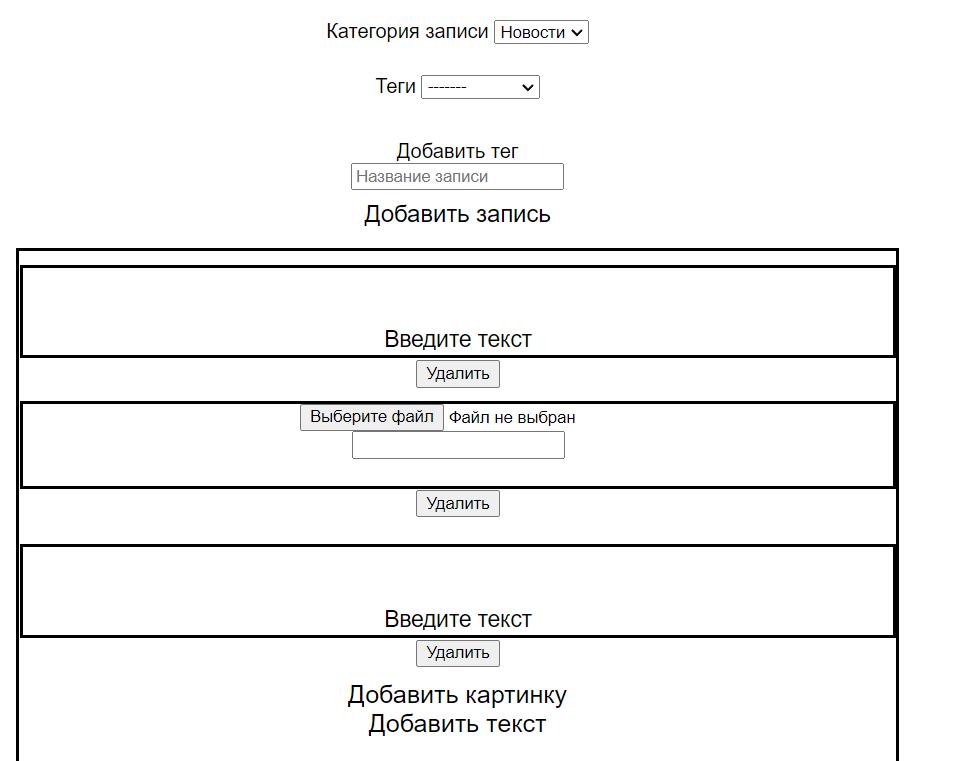 Категория записи Новости
Теги -------
Добавить тег
Название записи
Добавить запись
Введите текст
Удалить
Выберите файл Файл не выбран
Удалить
Введите текст
Удалить
Добавить картинку
Добавить текст